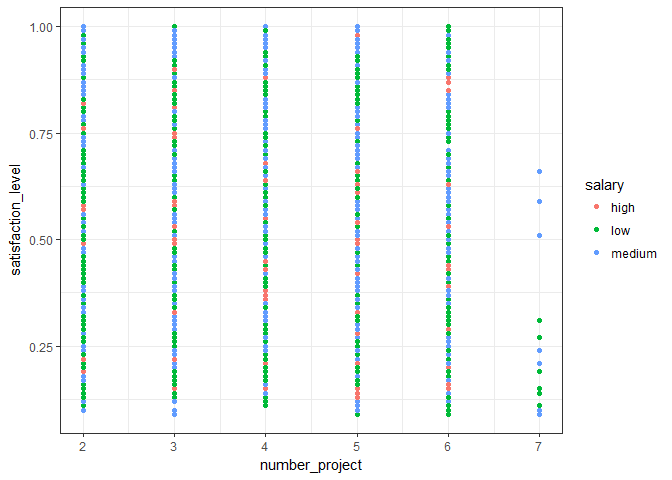 1.00
0.75
0.50
0.25
satisfaction_level
2 3 4 5 6 7
number_project
salary
high
low
medium